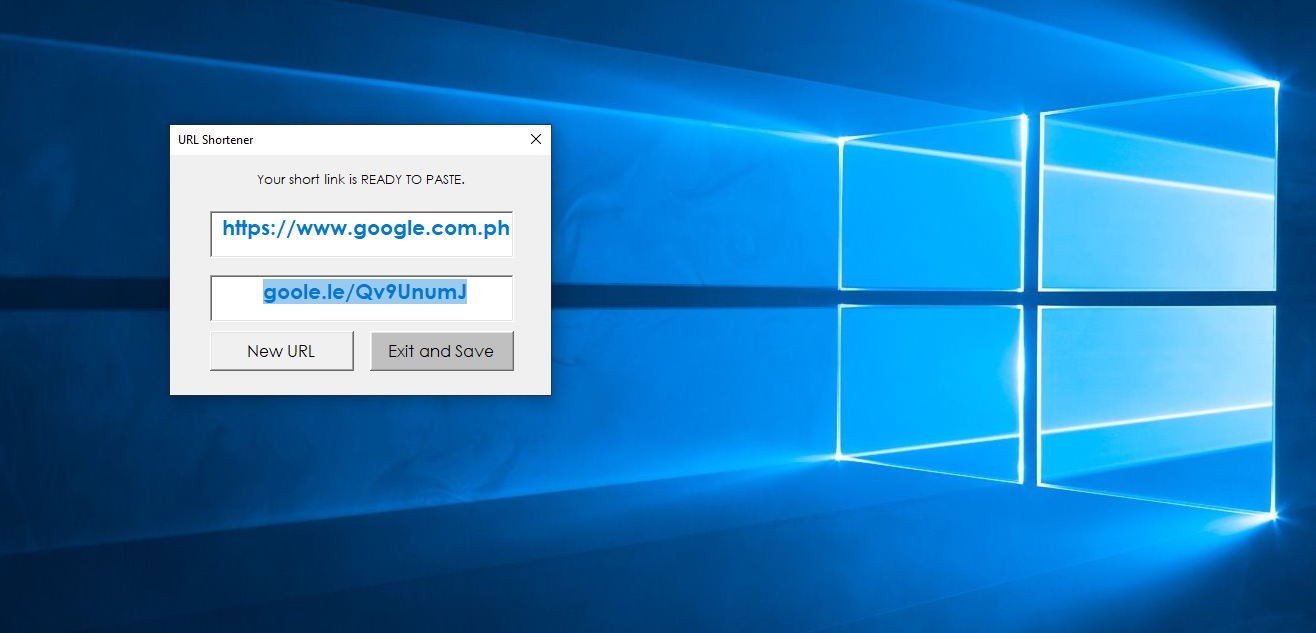 URL Shortener
Your short link is READY TO PASTE.
https://www.google.com.ph
goole.le/Qv9UnumJ
New URL
Exit and Save